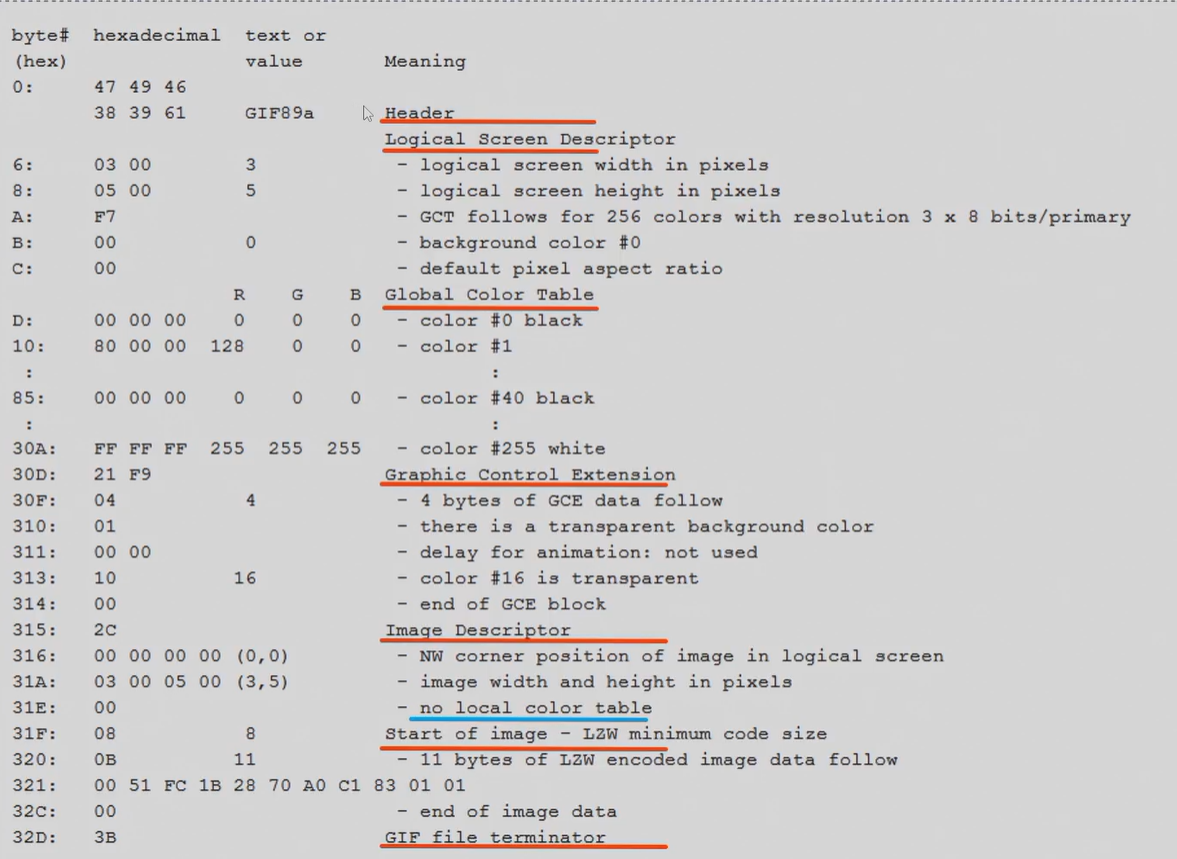 byte# hexadecimal text or
(hex) value Meaning
0: 47 49 46
38 39 61 GIF89a Header
Logical Screen Descriptor
6: 03 00 3 - logical screen width in pixels
8: 05 00 5 - logical screen height in pixels
A: F7 - GCT follows for 256 colors with resolution 3 x 8 bits/primary
B: 00 0 - background color #0
C: 00 - default pixel aspect ratio
R G B Global Color Table
D: 00 00 00 0 0 0 - color #0 black
10: 80 00 00 128 0 0 - color #1
: :
85: 00 00 00 0 0 0 - color #40 black
: :
30A: FF FF FF 255 255 255 - color #255 white
30D: 21 F9 Graphic Control Extension
30F: 04 4 - 4 bytes of GCE data follow
310: 01 - there is a transparent background color
311: 00 00 - delay for animation: not used
313: 10 16 - color #16 is transparent
314: 00 - end of GCE block
315: 2C Image Descriptor
316: 00 00 00 00 (0,0) - NW corner position of image in logical screen
31A: 03 00 05 00 (3,5) - image width and height in pixels
31E: 00 - no local color table
31F: 08 8 Start of image - LZW minimum code size
320: 0B 11 - 11 bytes of LZW encoded image data follow
321: 00 51 FC 1B 28 70 A0 C1 83 01 01
32C: 00 - end of image data
32D: 3B GIF file terminator